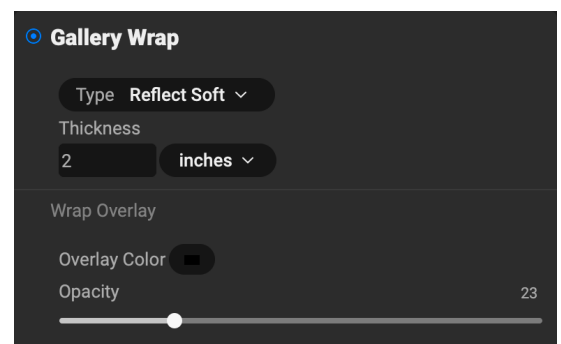 Gallery Wrap
Type Reflect Soft
Thickness
2 inches
Wrap Overlay
Overlay Color
Opacity 23